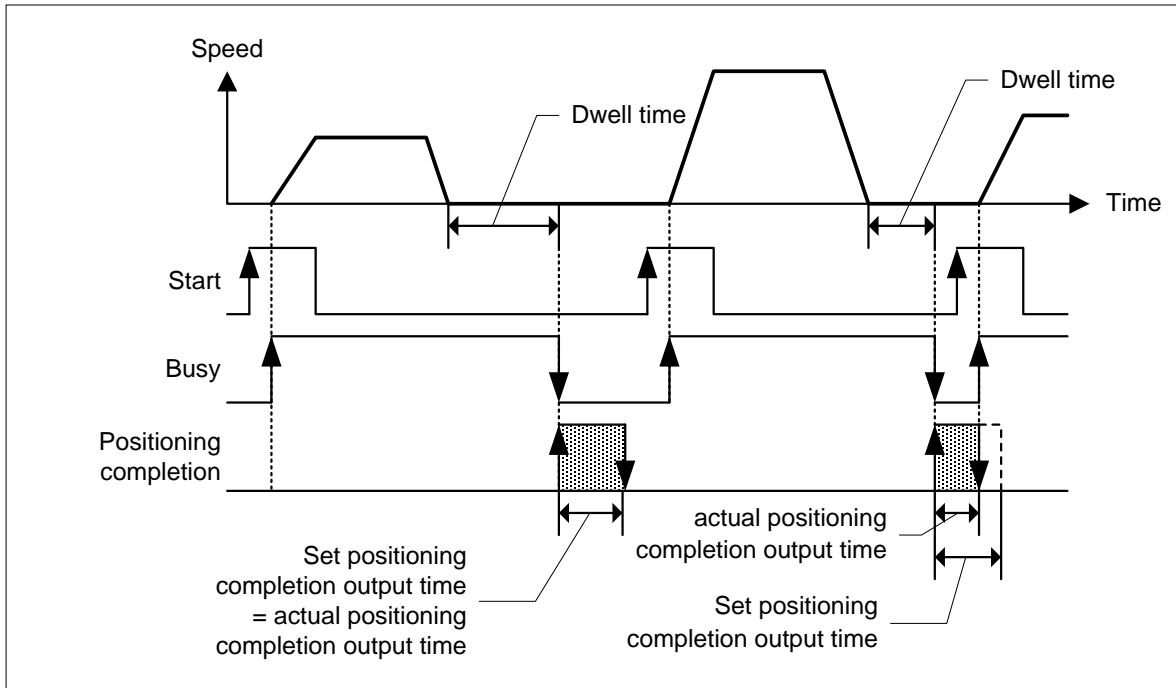 Speed
Dwell time
Dwell time
Time
Start
Busy
Positioning
completion
Set positioning
completion output time
= actual positioning
completion output time
actual positioning
completion output time
Set positioning
completion output time